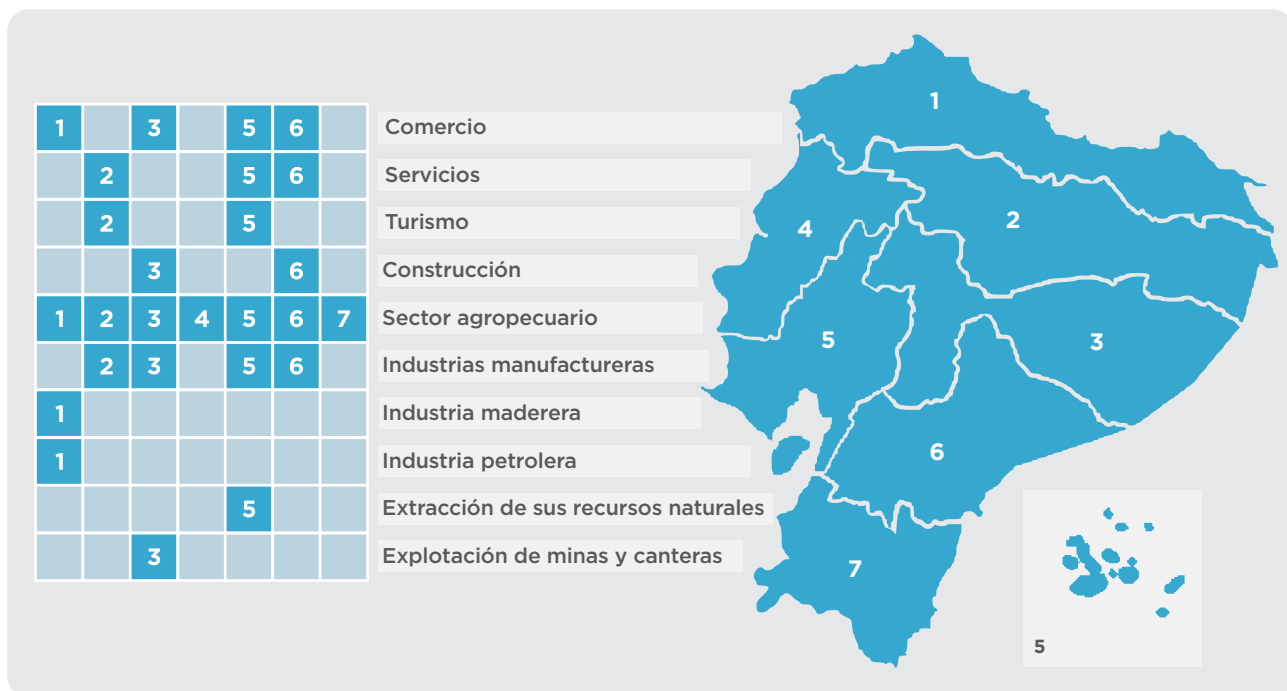 1 3 5 6 Comercio
2 5 6 Servicios
2 5 Turismo
3 6 Construcción
1 2 3 4 5 6 7 Sector agropecuario
2 3 5 6 Industrias manufactureras
1 Industria maderera
1 Industria petrolera
5 Extracción de sus recursos naturales
3 Explotación de minas y canteras
1
2
4
5
3
6
7
5